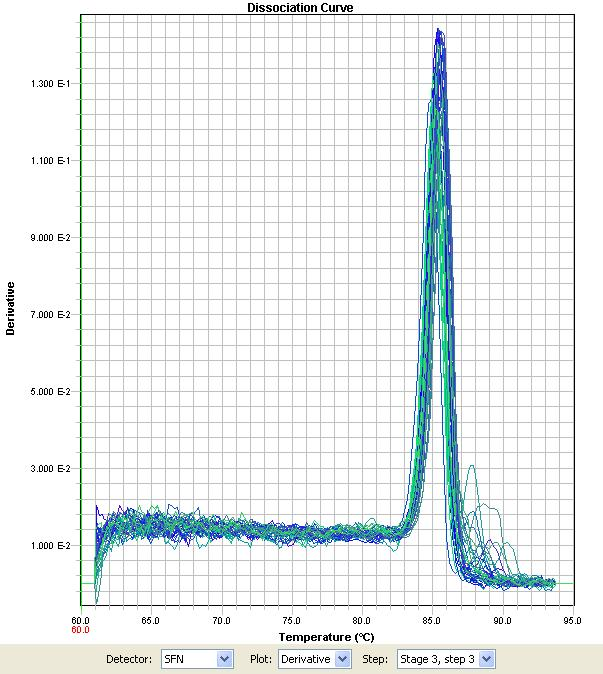 Dissociation Curve
1.300 E-1
1.100 E-1
9.000 E-2
7.000 E-2
5.000 E-2
3.000 E-2
1.000 E-2
Derivative
60.0 65.0 70.0 75.0 80.0 85.0 90.0 95.0
60.0
Temperature (ºC)
Detector: SFN Plot: Derivative Step: Stage 3, step 3